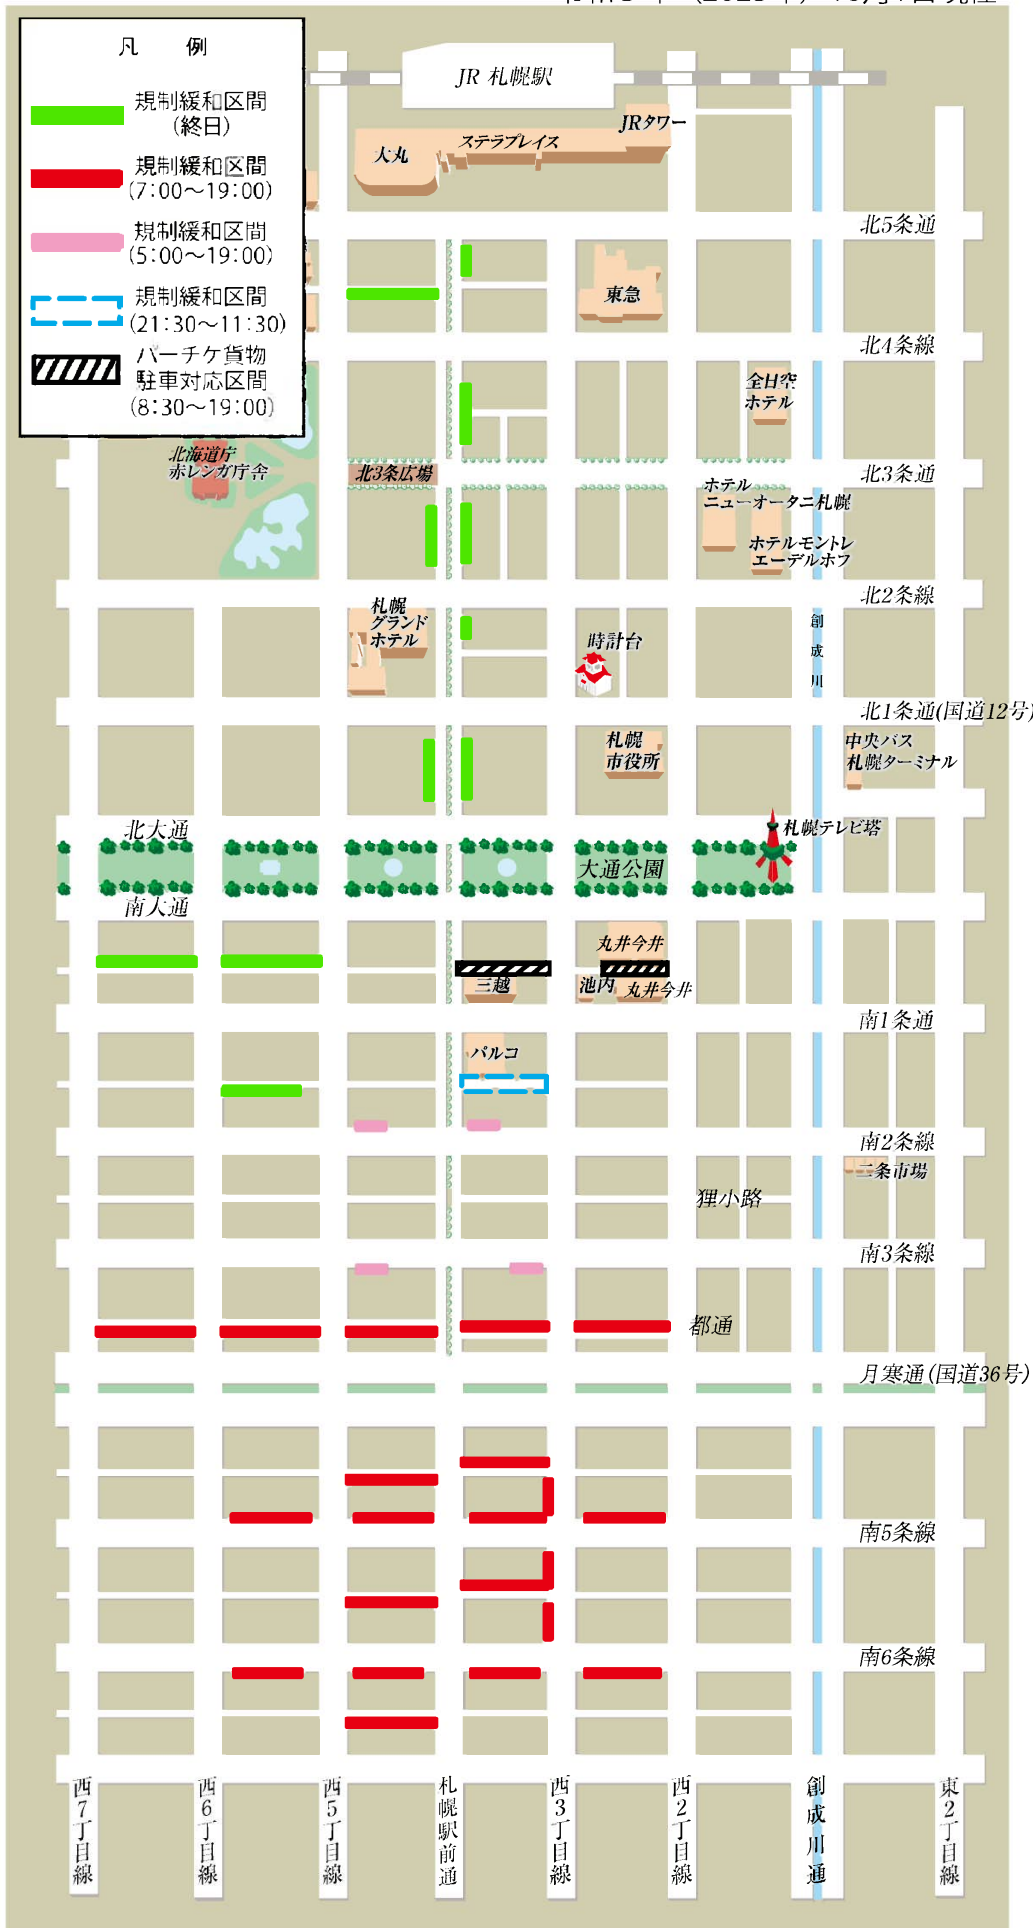 凡 例
規制緩和区間
(終日)
規制緩和区間
(7:00～19:00)
規制緩和区間
(5:00～19:00)
規制緩和区間
(21:30～11:30)
パーチケ貨物
駐車対応区間
(8:30～19:00)
JR 札幌駅
JRタワー
ステラプレイス
大丸
北5条通
東急
北4条線
全日空
ホテル
北海道庁
赤レンガ庁舎
北3条広場
北3条通
ホテル
ニューオータニ札幌
ホテルモントレ
エーデルホフ
北2条線
札幌
グランド
ホテル
時計台
創成川
北1条通(国道12号)
札幌
市役所
中央バス
札幌ターミナル
北大通
札幌テレビ塔
大通公園
南大通
丸井今井
三越
池内
丸井今井
南1条通
パルコ
南2条線
二条市場
狸小路
南3条線
都通
月寒通(国道36号)
南5条線
南6条線
西7丁目線
西6丁目線
西5丁目線
札幌駅前通
西3丁目線
西2丁目線
創成川通
東2丁目線